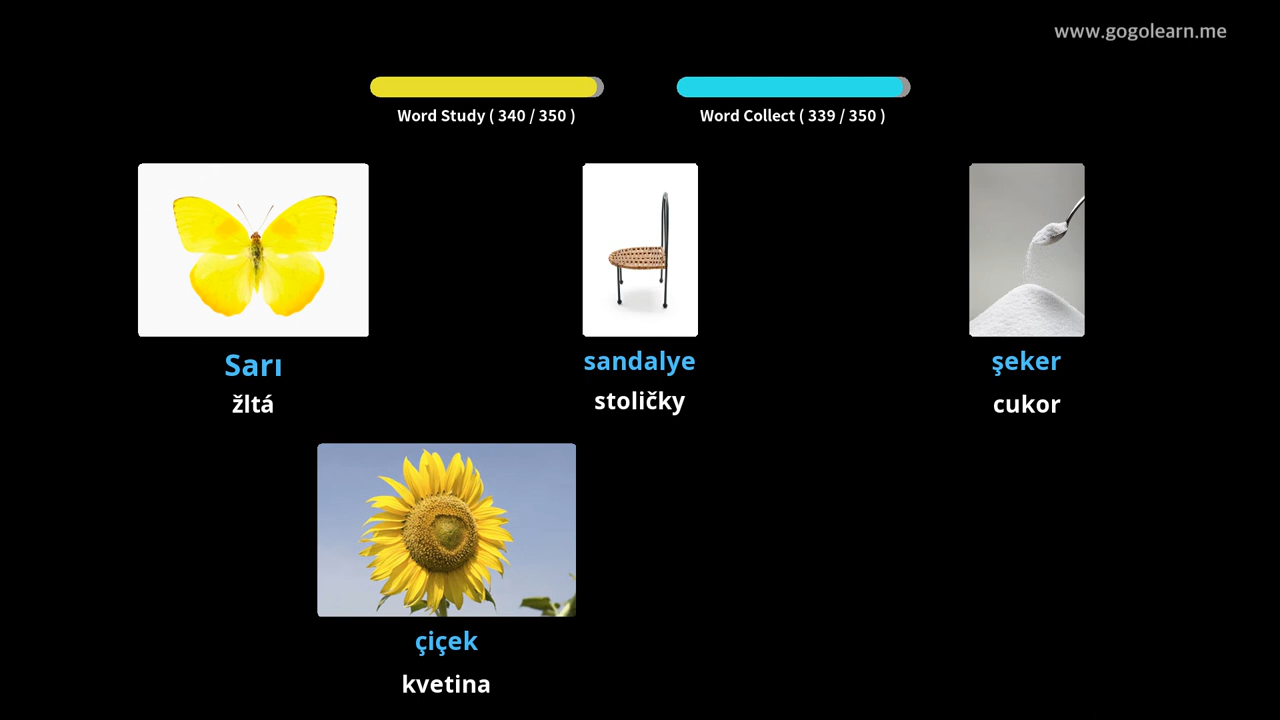 www.gogolearn.me
Word Study ( 340 / 350 )
Word Collect ( 339 / 350 )
Sarı
žltá
sandalye
stoličky
şeker
cukor
çiçek
kvetina